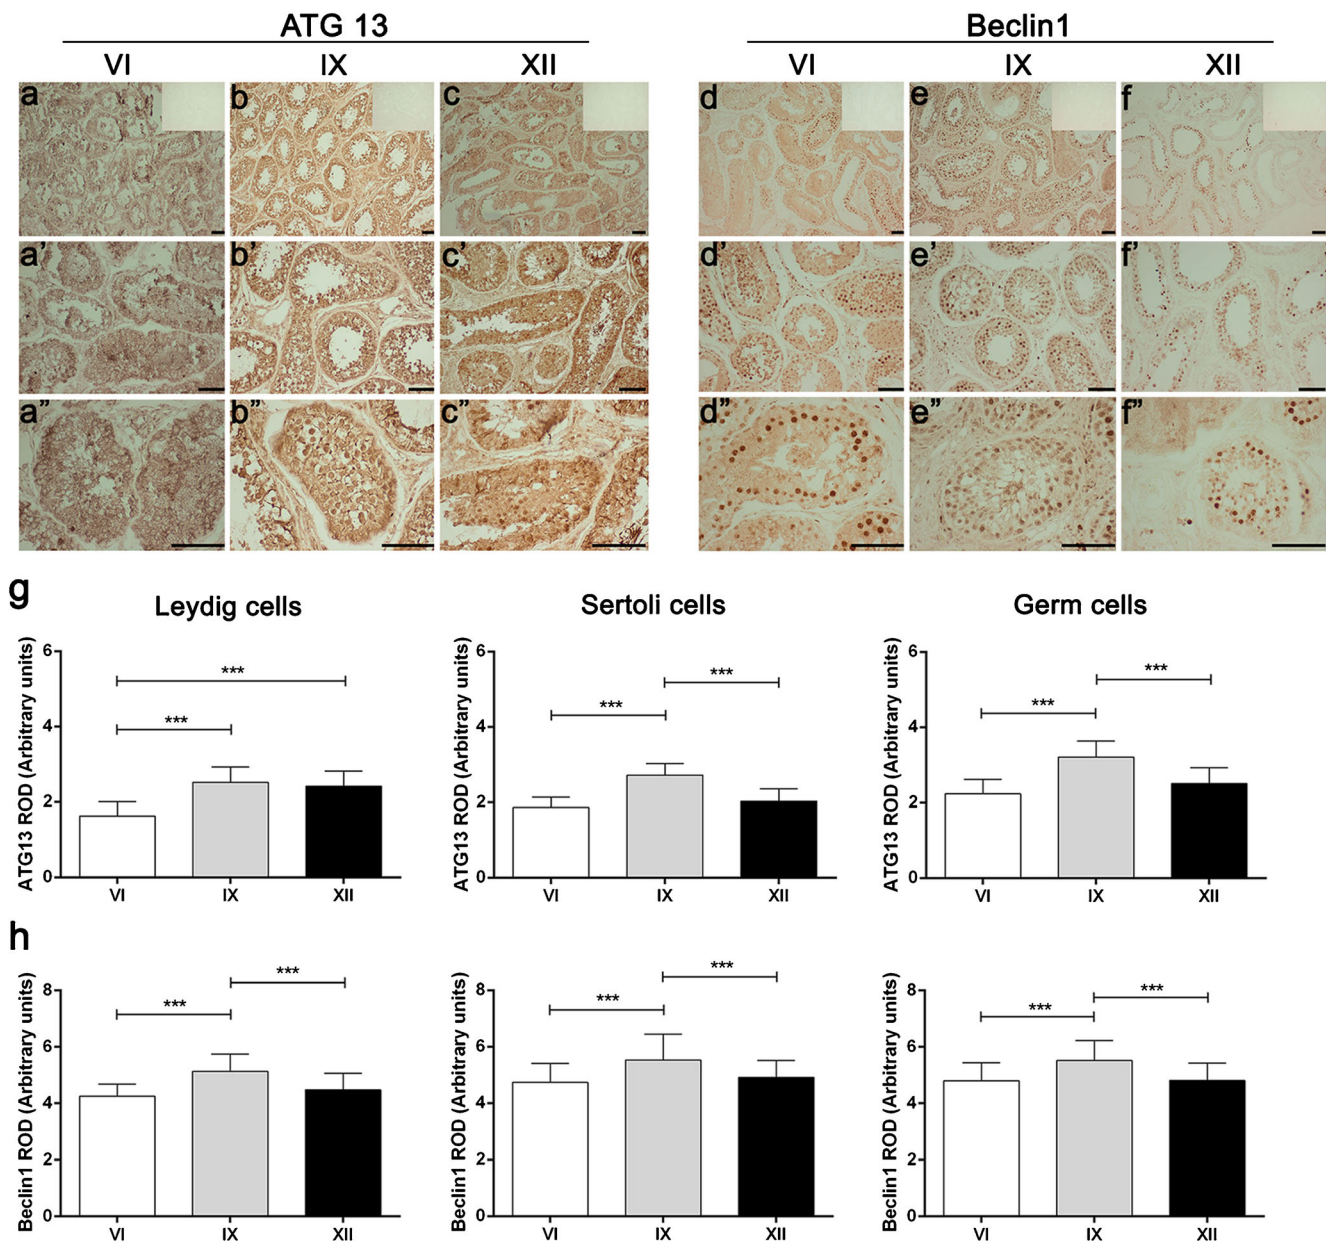 ATG 13 Beclin1
VI IX XII VI IX XII
a b c d e f
a' b' c' d' e' f'
a" b" c" d" e" f"
g
Leydig cells Sertoli cells Germ cells
ATG13 ROD (Arbitrary units)
6
4
2
0
***
***
VI IX XII
ATG13 ROD (Arbitrary units)
6
4
2
0
***
***
VI IX XII
ATG13 ROD (Arbitrary units)
6
4
2
0
***
***
VI IX XII
h
Beclin1 ROD (Arbitrary units)
8
6
4
2
0
***
***
VI IX XII
Beclin1 ROD (Arbitrary units)
8
6
4
2
0
***
***
VI IX XII
Beclin1 ROD (Arbitrary units)
8
6
4
2
0
***
***
VI IX XII